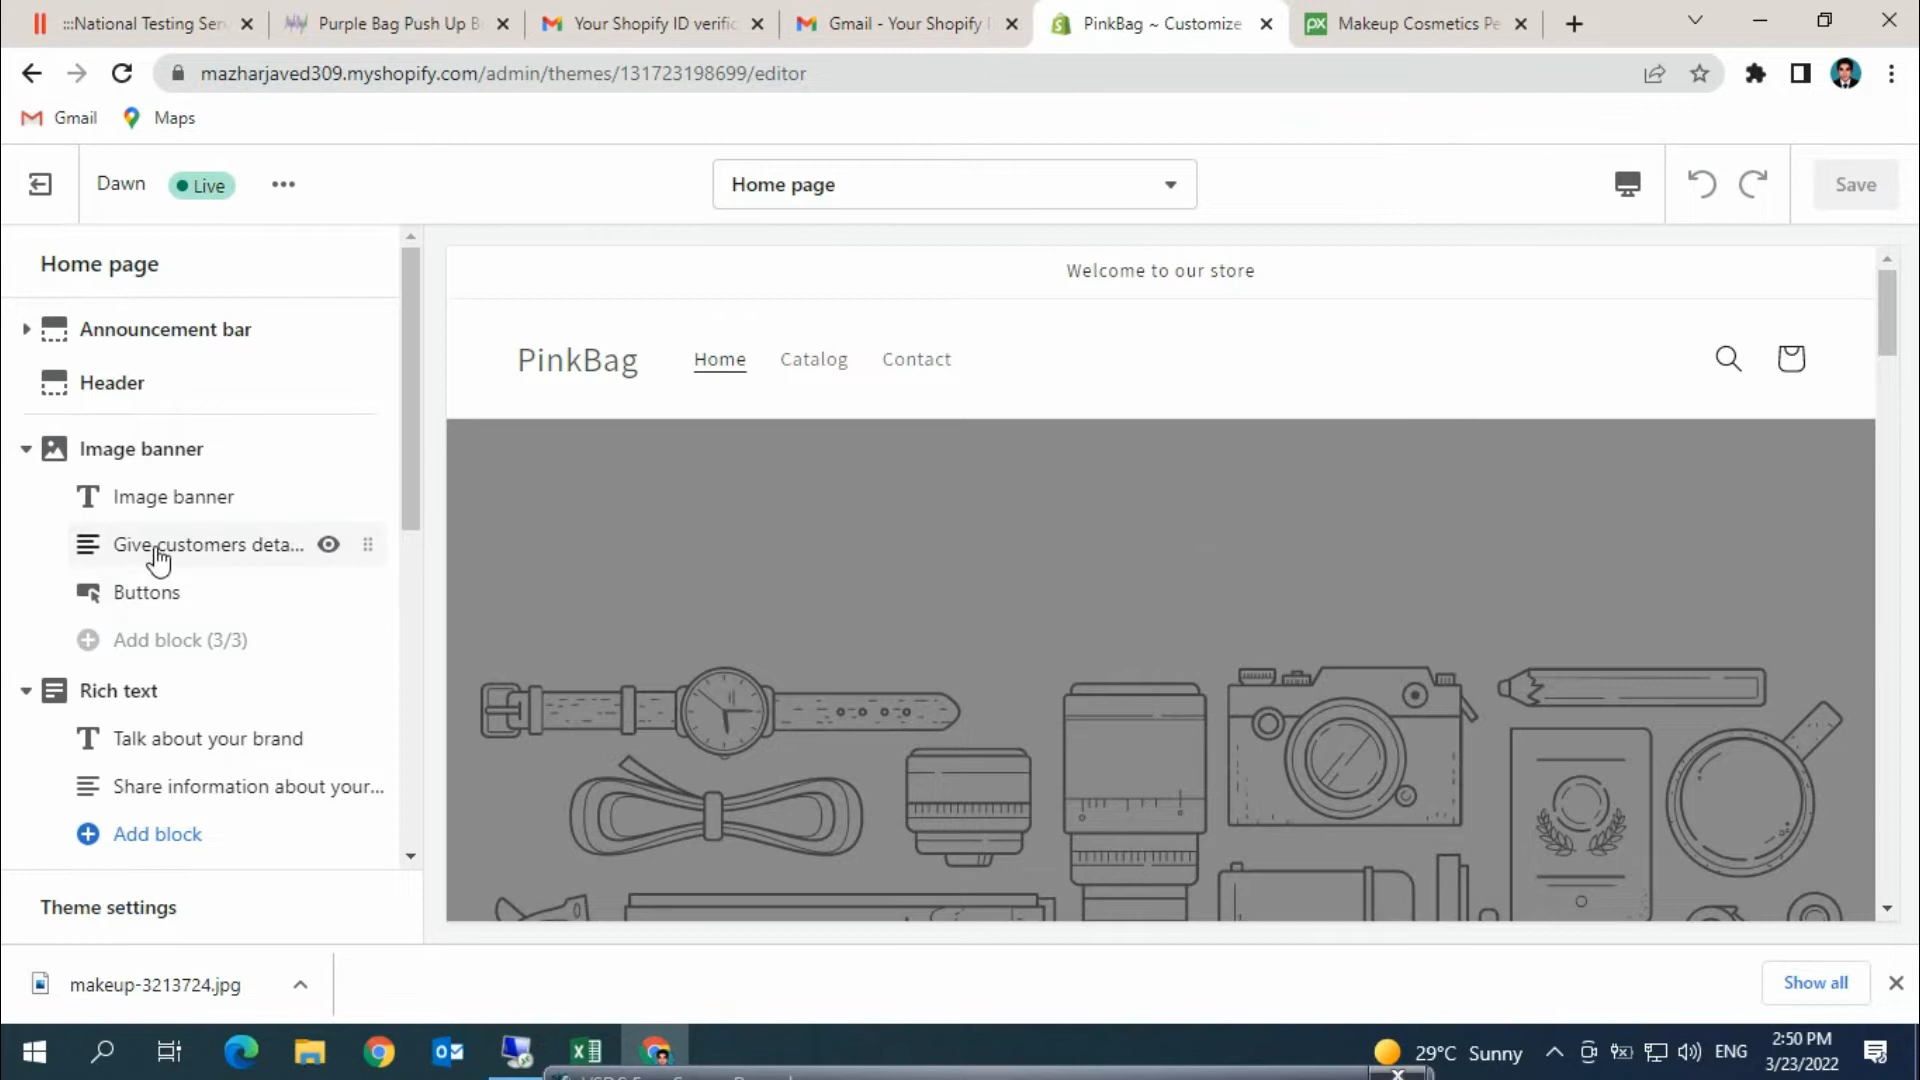 :::National Testing Ser
Purple Bag Push Up B
Your Shopify ID verific
Gmail - Your Shopify
PinkBag ~ Customize
px
Makeup Cosmetics Pe
mazharjaved309.myshopify.com/admin/themes/131723198699/editor
Gmail
Maps
Dawn
Live
Home page
Save
Home page
Announcement bar
Header
Image banner
Image banner
Give customers deta...
Buttons
Add block (3/3)
Rich text
Talk about your brand
Share information about your...
Add block
Theme settings
Welcome to our store
PinkBag
Home
Catalog
Contact
makeup-3213724.jpg
Show all
29°C Sunny
ENG
2:50 PM
3/23/2022